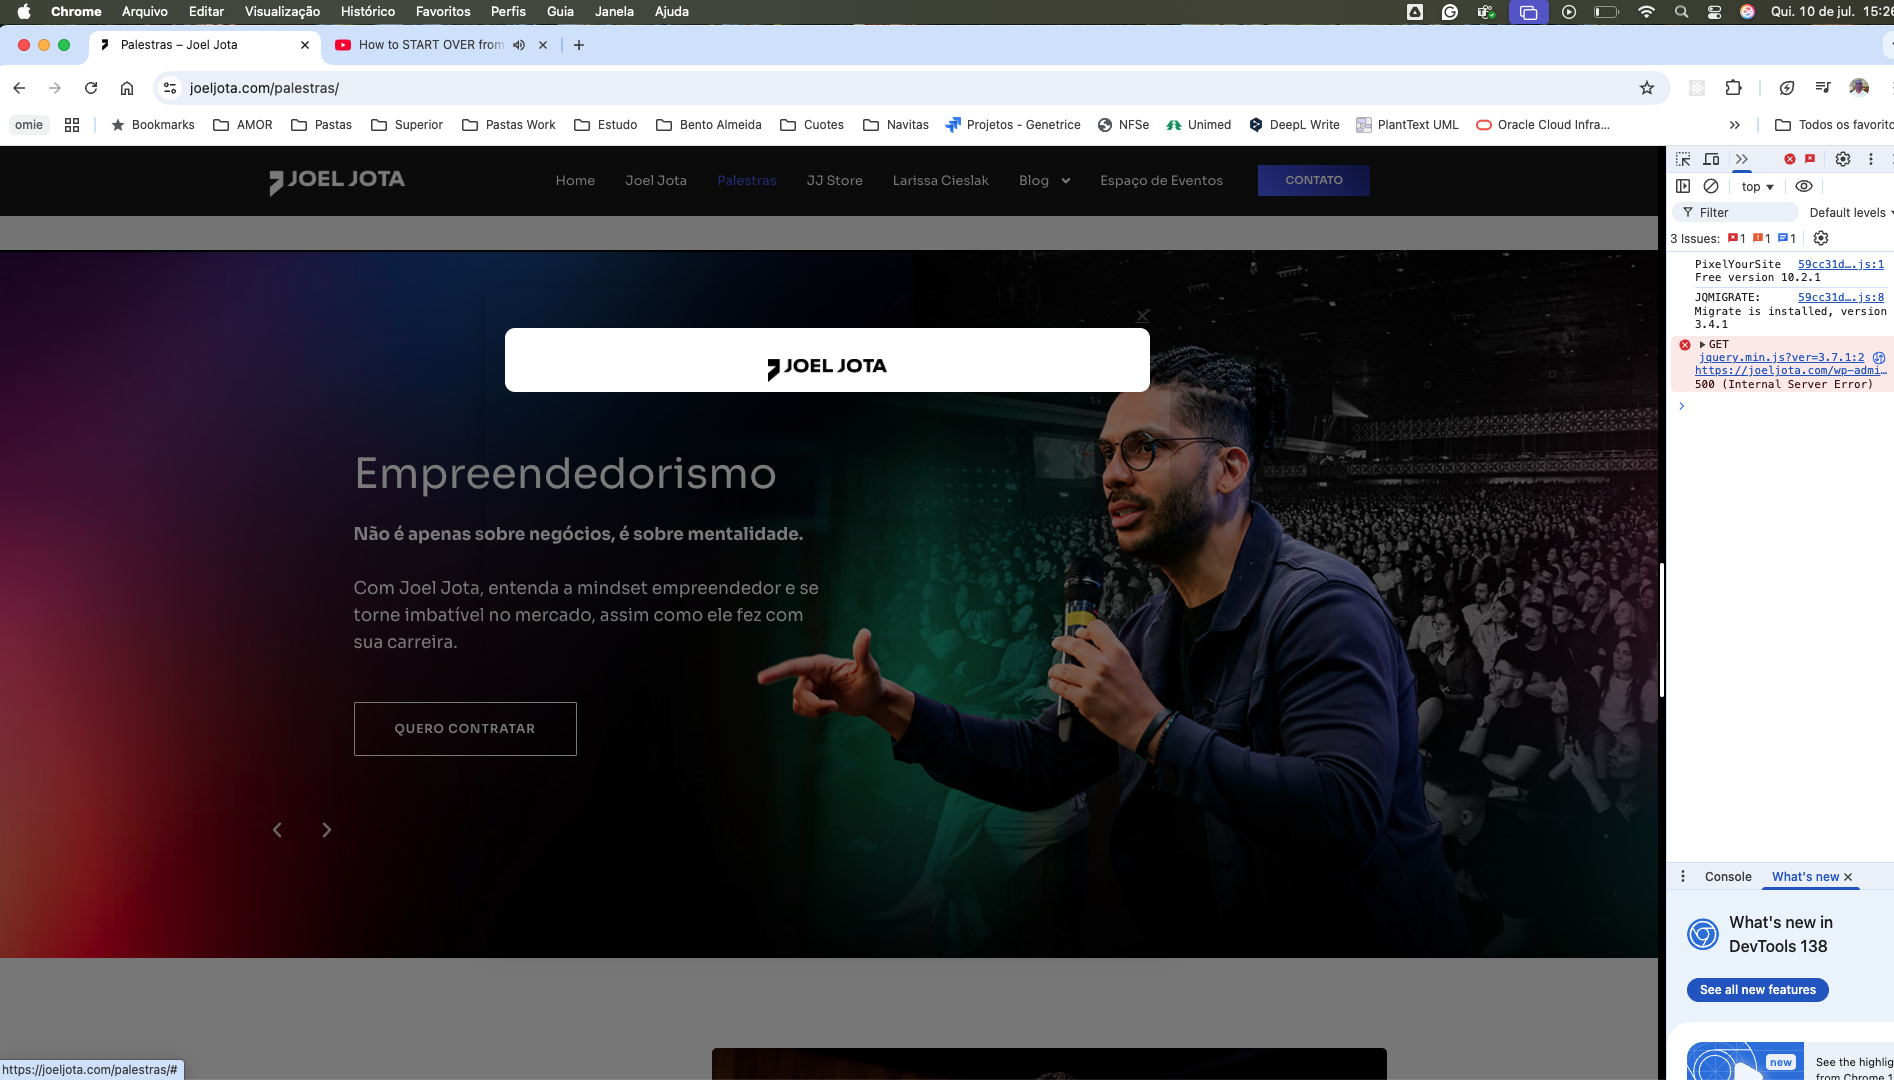 Chrome Arquivo Editar Visualização Histórico Favoritos Perfis Guia Janela Ajuda
Qui. 10 de jul. 15:26
Palestras – Joel Jota
How to START OVER from
joeljota.com/palestras/
omie
Bookmarks AMOR Pastas Superior Pastas Work Estudo Bento Almeida Cuotes Navitas Projetos - Genetrice NFSe Unimed DeepL Write PlantText UML Oracle Cloud Infra...
Todos os favorito
JOEL JOTA
Home Joel Jota Palestras JJ Store Larissa Cieslak Blog Espaço de Eventos CONTATO
JOEL JOTA
Empreendedorismo
Não é apenas sobre negócios, é sobre mentalidade.
Com Joel Jota, entenda a mindset empreendedor e se
torne imbatível no mercado, assim como ele fez com
sua carreira.
QUERO CONTRATAR
https://joeljota.com/palestras/#
top
Filter Default levels
3 Issues: 1 1 1
PixelYourSite 59cc31d….js:1
Free version 10.2.1
JQMIGRATE: 59cc31d….js:8
Migrate is installed, version
3.4.1
GET
jquery.min.js?ver=3.7.1:2
https://joeljota.com/wp-admi…
500 (Internal Server Error)
Console What's new
What's new in
DevTools 138
See all new features
new
See the highlig
from Chrome 1